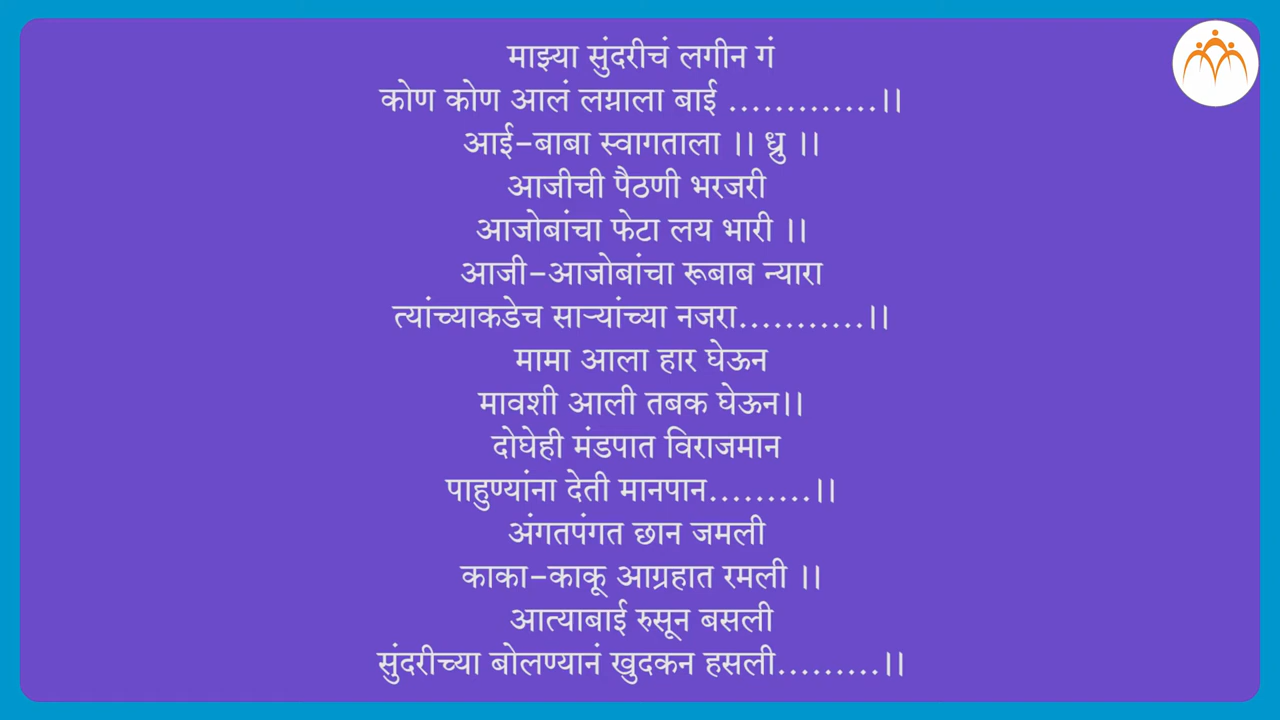 माझ्या सुंदरीचं लगीन गं
कोण कोण आलं लग्नाला बाई .............।।
आई-बाबा स्वागताला ।। ध्रु ।।
आजीची पैठणी भरजरी
आजोबांचा फेटा लय भारी ।।
आजी-आजोबांचा रूबाब न्यारा
त्यांच्याकडेच साऱ्यांच्या नजरा...........।।
मामा आला हार घेऊन
मावशी आली तबक घेऊन।।
दोघेही मंडपात विराजमान
पाहुण्यांना देती मानपान.........।।
अंगतपंगत छान जमली
काका-काकू आग्रहात रमली ।।
आत्याबाई रुसून बसली
सुंदरीच्या बोलण्यानं खुदकन हसली.........।।